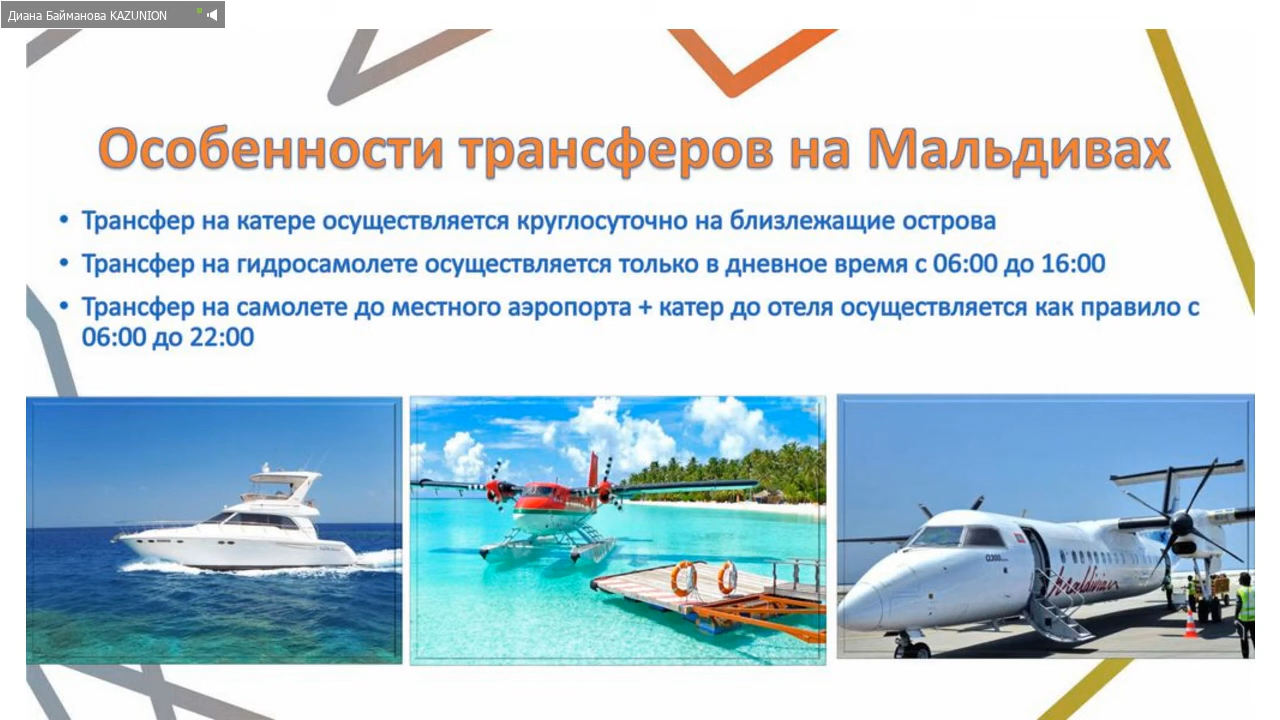 Диана Байманова KAZUNION
Особенности трансферов на Мальдивах
• Трансфер на катере осуществляется круглосуточно на близлежащие острова
• Трансфер на гидросамолете осуществляется только в дневное время с 06:00 до 16:00
• Трансфер на самолете до местного аэропорта + катер до отеля осуществляется как правило с
06:00 до 22:00
Q300
maldivian